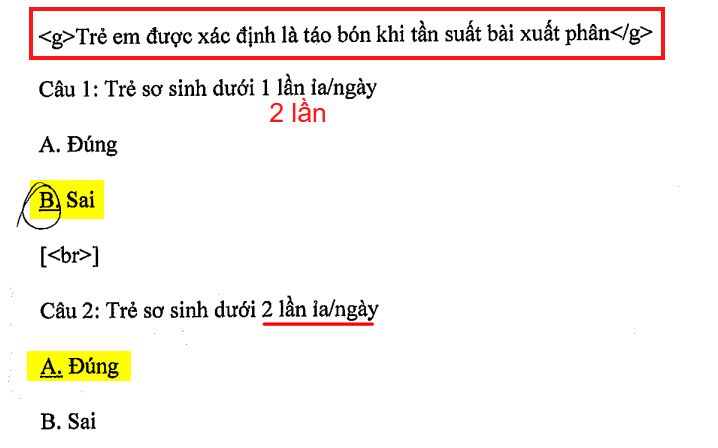 <g>Trẻ em được xác định là táo bón khi tần suất bài xuất phân</g>
Câu 1: Trẻ sơ sinh dưới 1 lần ỉa/ngày
2 lần
A. Đúng
B. Sai
[<br>]
Câu 2: Trẻ sơ sinh dưới 2 lần ỉa/ngày
A. Đúng
B. Sai